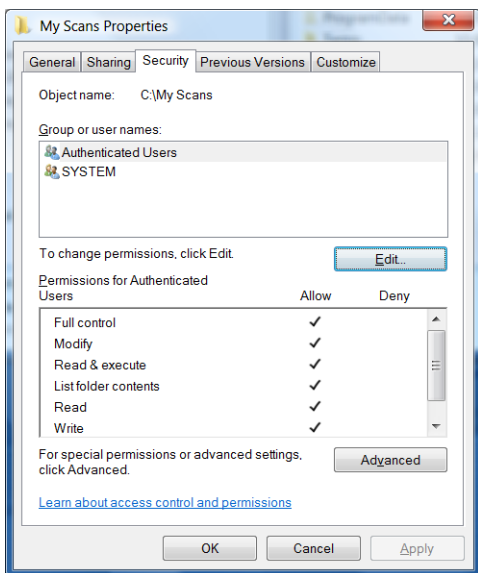 ProgramData
My Scans Properties
General Sharing Security Previous Versions Customize
Object name: C:\My Scans
Group or user names:
Authenticated Users
SYSTEM
To change permissions, click Edit.
Edit...
Permissions for Authenticated
Users Allow Deny
Full control
Modify
Read & execute
List folder contents
Read
Write
For special permissions or advanced settings,
click Advanced.
Advanced
Learn about access control and permissions
OK Cancel Apply